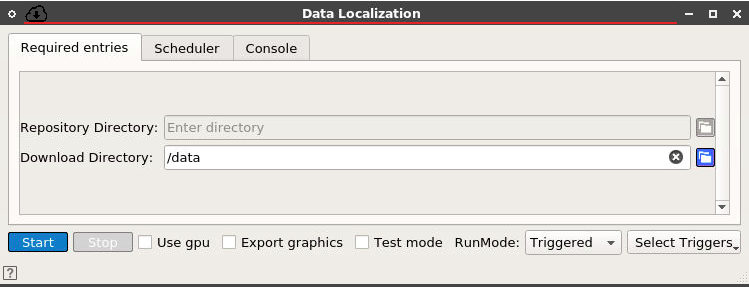 Data Localization
Required entries Scheduler Console
Repository Directory: Enter directory
Download Directory: /data
Start Stop Use gpu Export graphics Test mode RunMode: Triggered Select Triggers
?